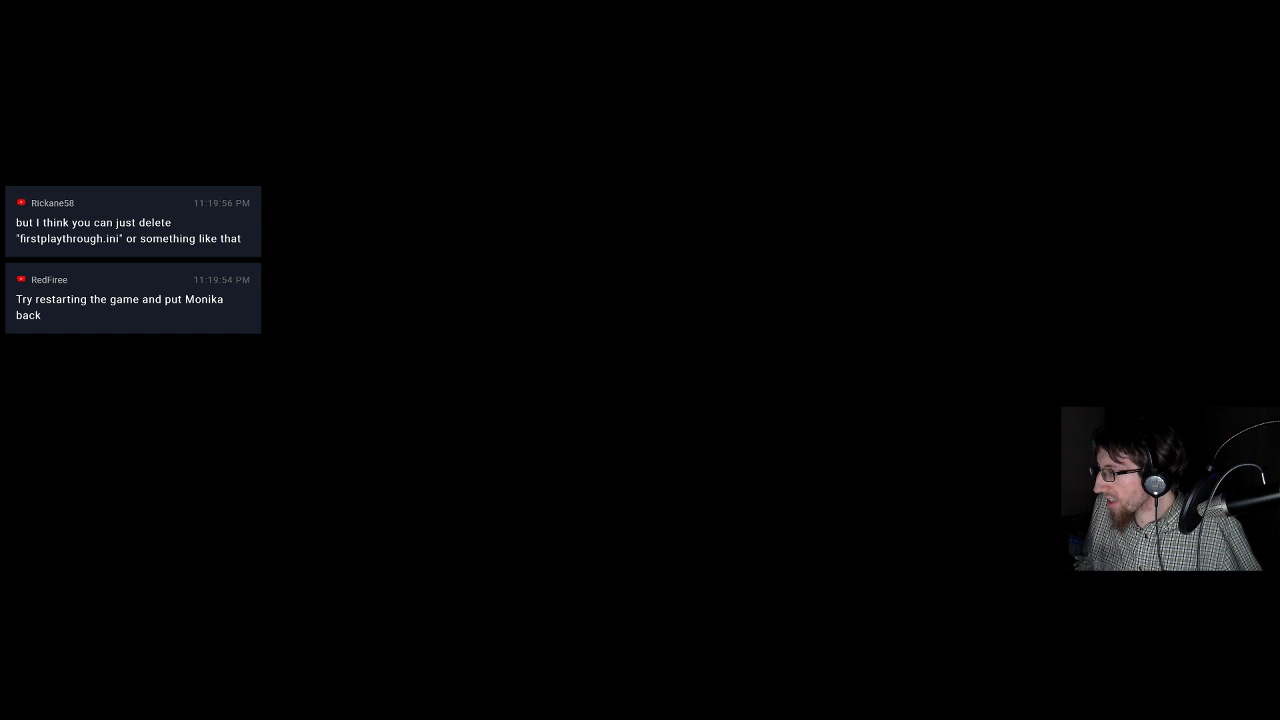 Rickane58 11:19:56 PM
but I think you can just delete
"firstplaythrough.ini" or something like that
RedFiree 11:19:54 PM
Try restarting the game and put Monika
back